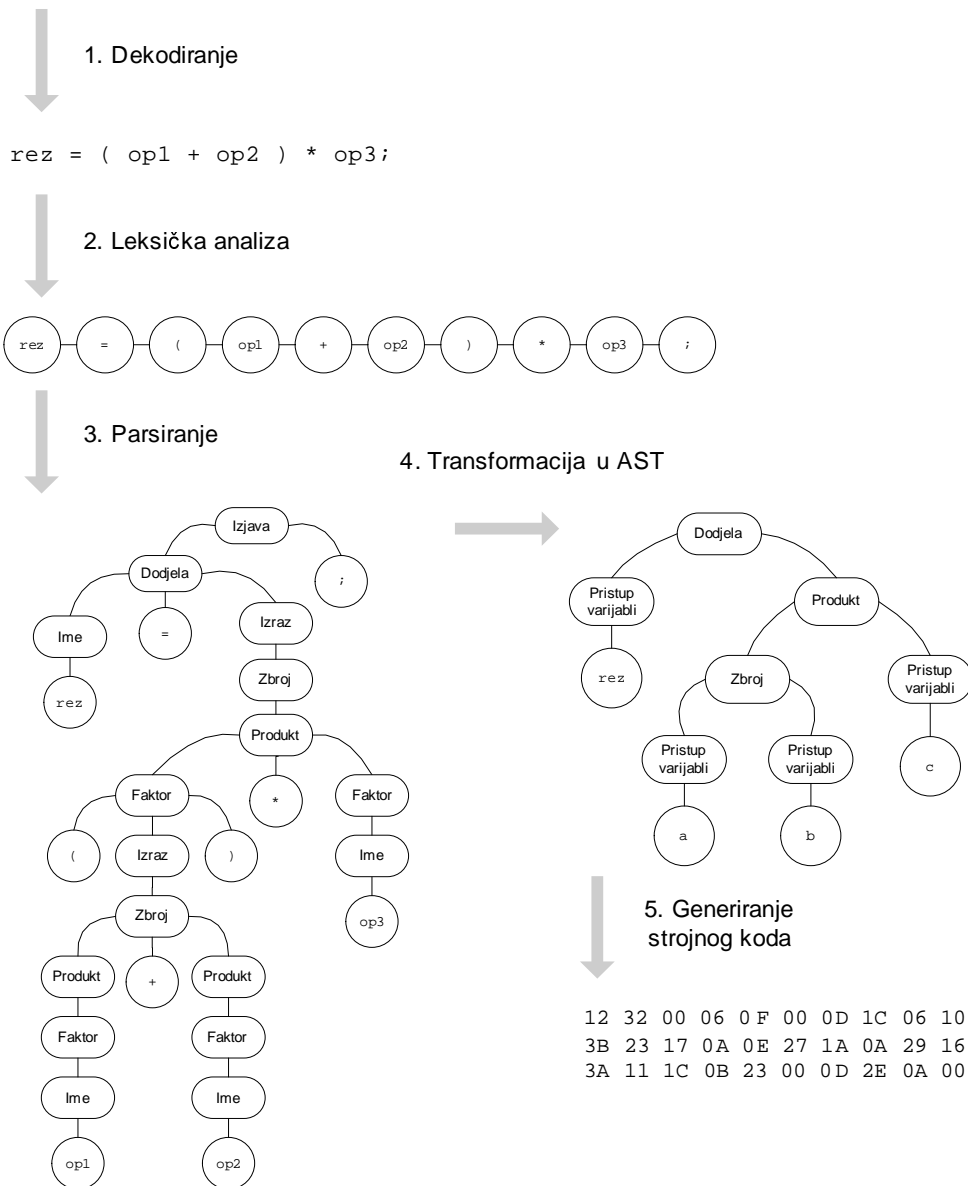 1. Dekodiranje
rez = ( op1 + op2 ) * op3;
2. Leksička analiza
rez = ( op1 + op2 ) * op3 ;
3. Parsiranje
4. Transformacija u AST
Izjava
Dodjela ;
Ime = Izraz
rez Zbroj
Produkt
Faktor * Faktor
( Izraz ) Ime
Zbroj op3
Produkt + Produkt
Faktor Faktor
Ime Ime
op1 op2
Dodjela
Pristup
varijabli
Produkt
rez
Zbroj
Pristup
varijabli
Pristup
varijabli
Pristup
varijabli
c
a b
5. Generiranje
strojnog koda
12 32 00 06 0F 00 0D 1C 06 10
3B 23 17 0A 0E 27 1A 0A 29 16
3A 11 1C 0B 23 00 0D 2E 0A 00